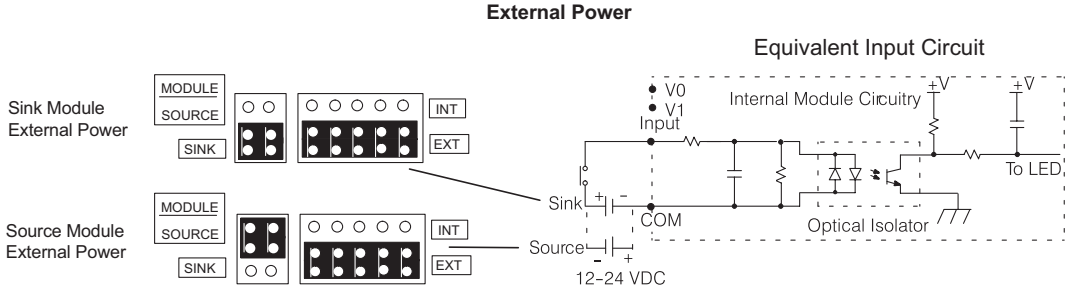 External Power
Equivalent Input Circuit
Sink Module
External Power
MODULE
SOURCE
SINK
INT
EXT
V0
V1
Input
Internal Module Circuitry
+V
+V
To LED
Sink
+
-
COM
Optical Isolator
Source Module
External Power
MODULE
SOURCE
SINK
INT
EXT
Source
-
+
12-24 VDC